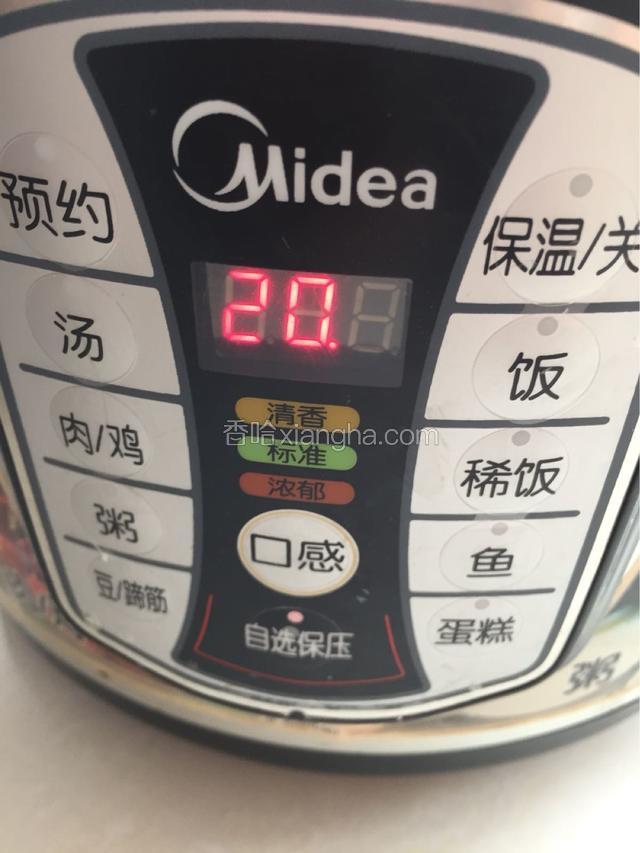 Midea
预约
保温/关
20.
汤
饭
清香
香哈xiangha.com
标准
肉/鸡
稀饭
浓郁
粥
口感
鱼
豆/蹄筋
自选保压
蛋糕
粥